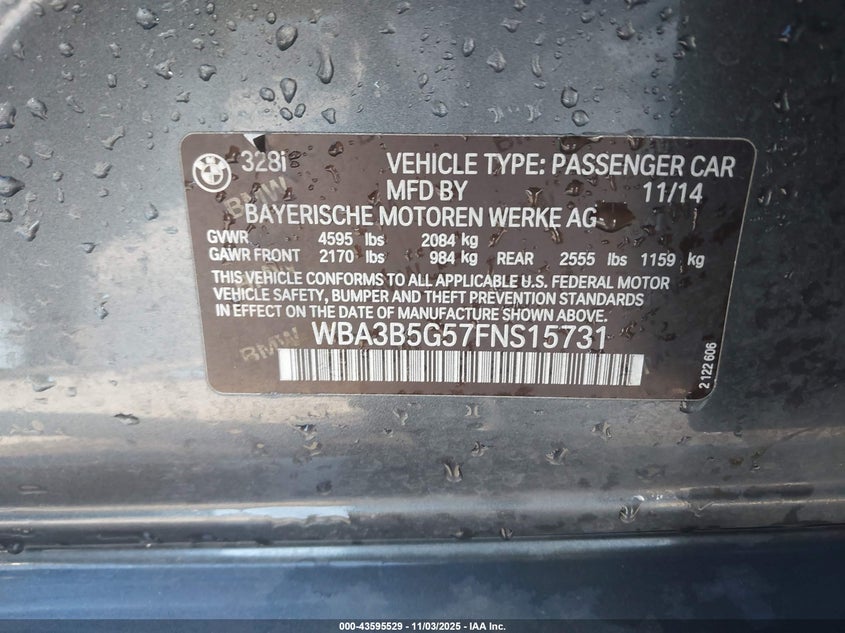 328i VEHICLE TYPE: PASSENGER CAR
MFD BY 11/14
BAYERISCHE MOTOREN WERKE AG
GVWR 4595 lbs 2084 kg
GAWR FRONT 2170 lbs 984 kg REAR 2555 lbs 1159 kg
THIS VEHICLE CONFORMS TO ALL APPLICABLE U.S. FEDERAL MOTOR
VEHICLE SAFETY, BUMPER AND THEFT PREVENTION STANDARDS
IN EFFECT ON THE DATE OF MANUFACTURE SHOWN ABOVE.
WBA3B5G57FNS15731
2 122 606
BMW
BMW
000-43595529 - 11/03/2025 - IAA Inc.